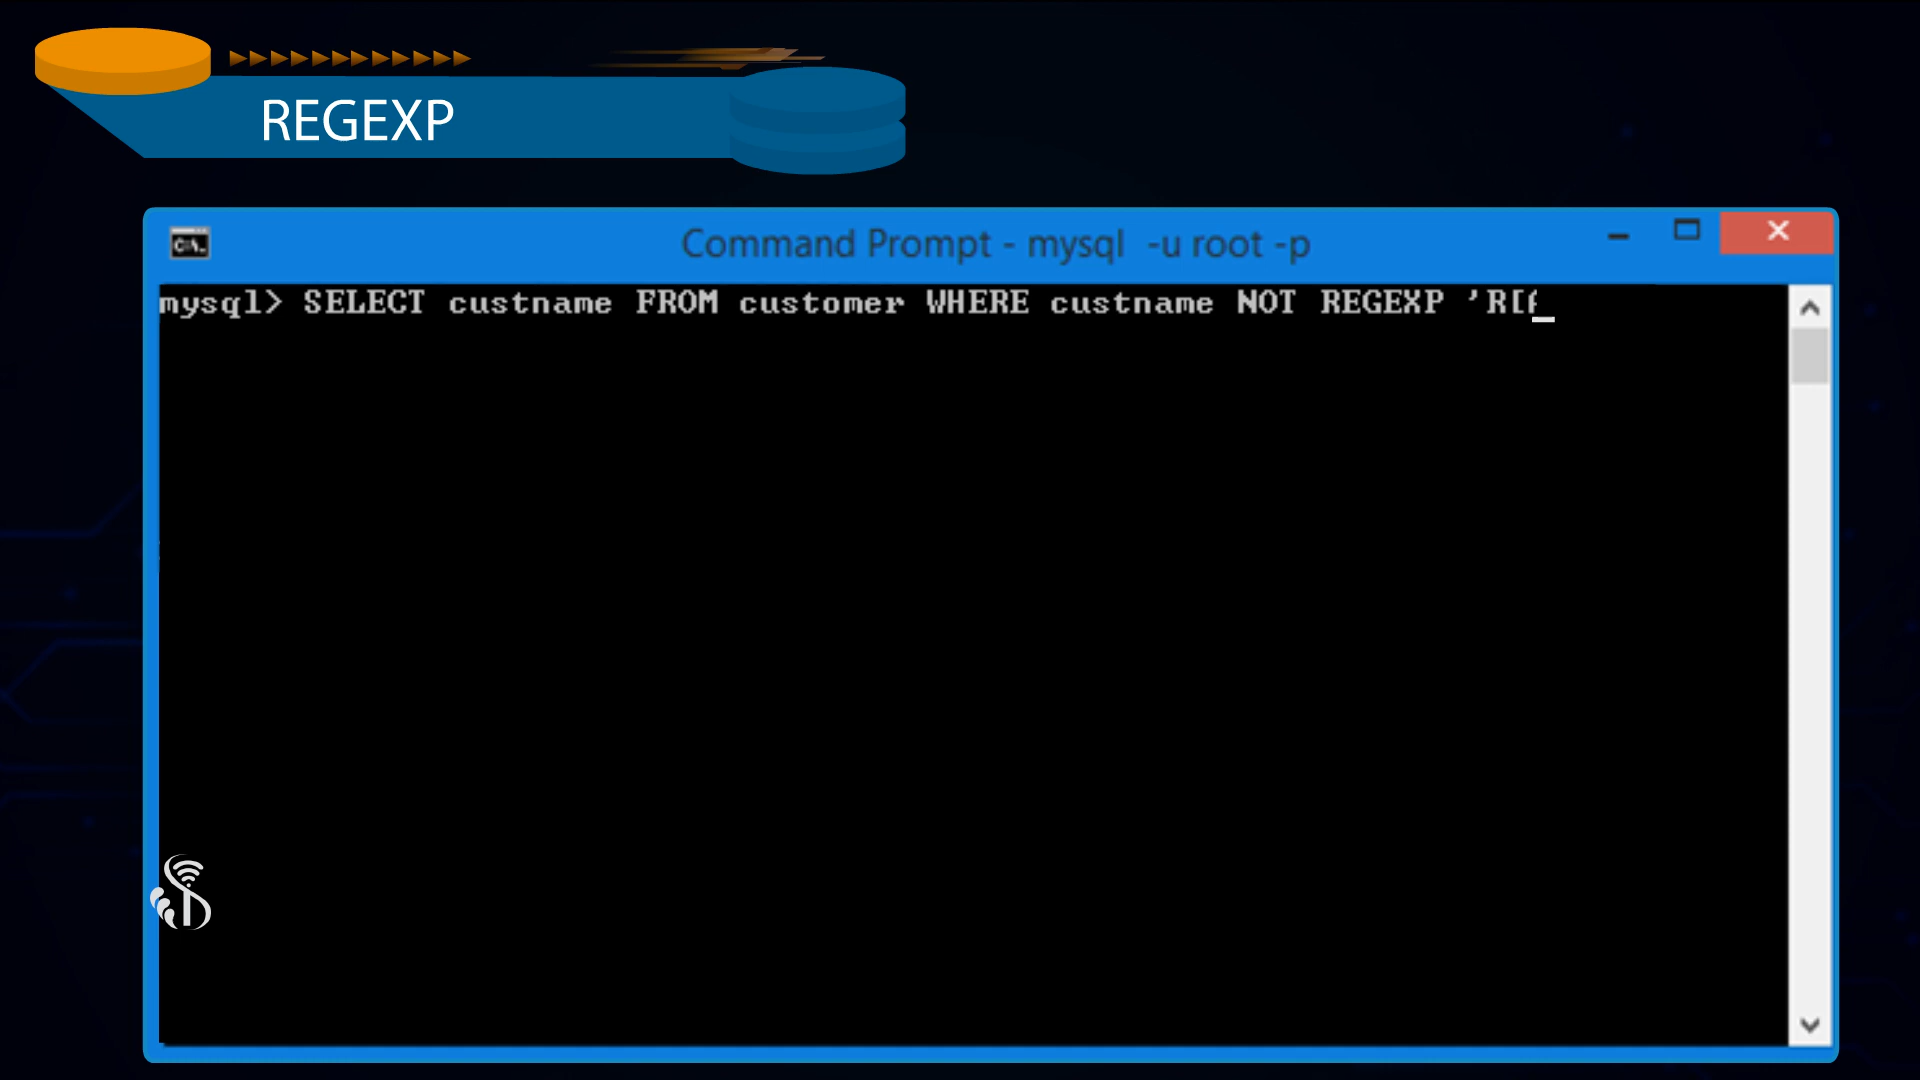 REGEXP
C:\.
Command Prompt - mysql -u root -p
mysql> SELECT custname FROM customer WHERE custname NOT REGEXP 'R[